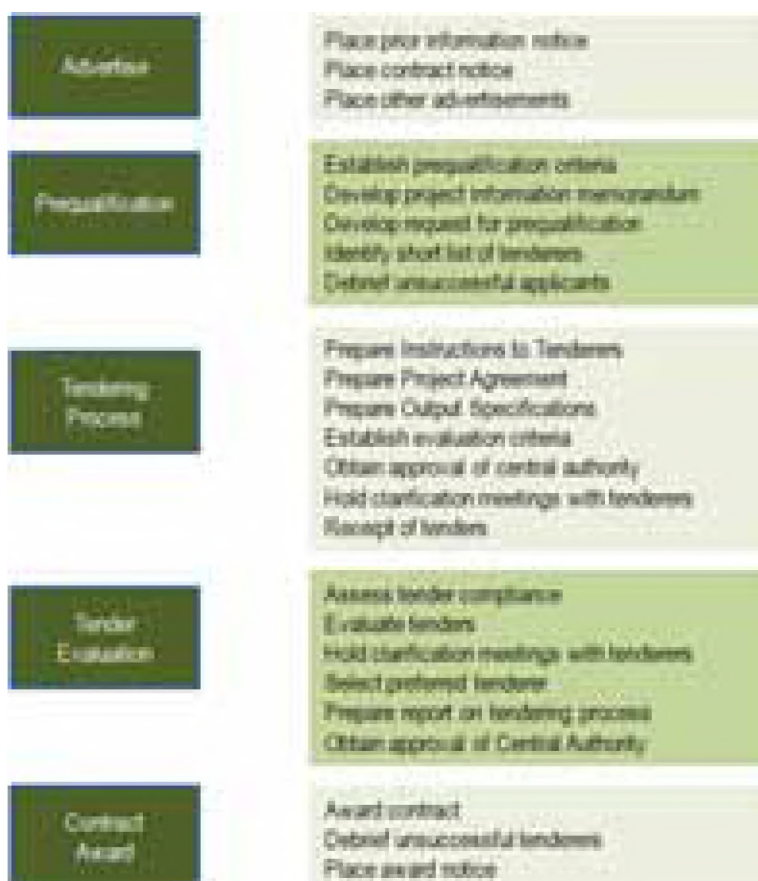 Advertise
Place prior information notice
Place contract notice
Place other advertisements
Prequalification
Establish prequalification criteria
Develop project information memorandum
Develop request for prequalification
Identify short list of tenderers
Debrief unsuccessful applicants
Tendering
Process
Prepare Instructions to Tenderers
Prepare Project Agreement
Prepare Output Specifications
Establish evaluation criteria
Obtain approval of central authority
Hold clarification meetings with tenderers
Receipt of tenders
Tender
Evaluation
Assess tender compliance
Evaluate tenders
Hold clarification meetings with tenderers
Select preferred tenderer
Prepare report on tendering process
Obtain approval of Central Authority
Contract
Award
Award contract
Debrief unsuccessful tenderers
Place award notice